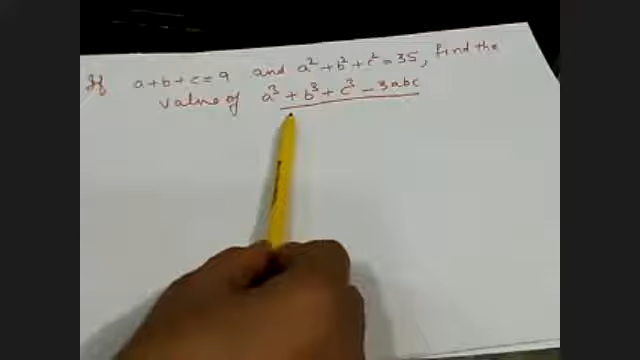 If a+b+c=9 and a²+b²+c²=35, find the
value of a³+b³+c³-3abc